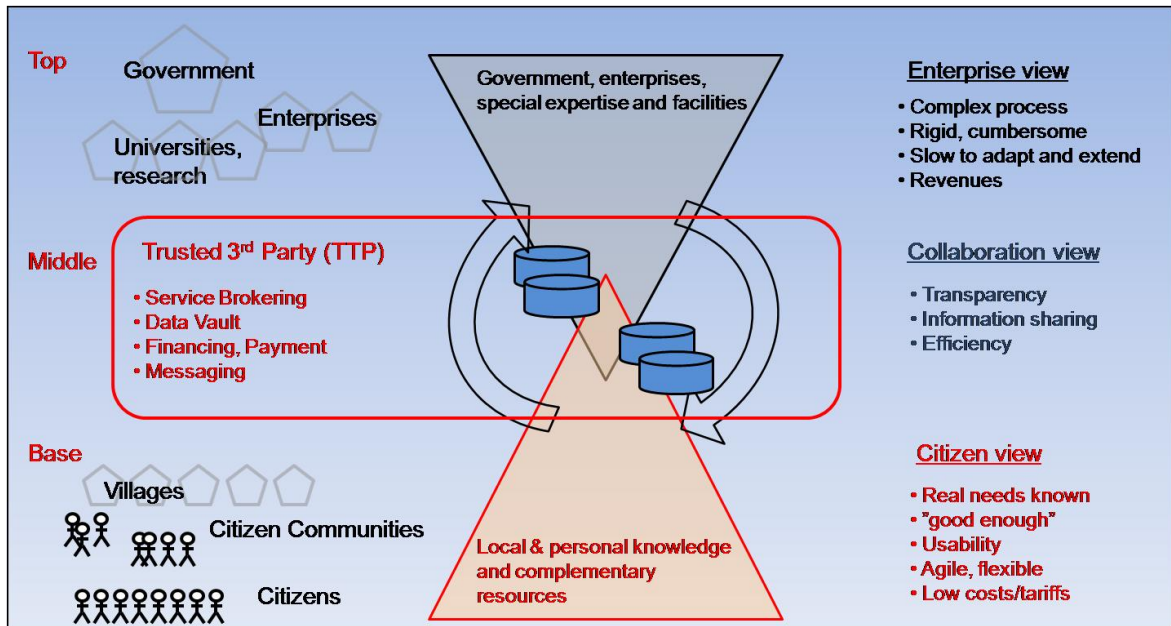 Top
Government
Enterprises
Universities,
research
Government, enterprises,
special expertise and facilities
Enterprise view
• Complex process
• Rigid, cumbersome
• Slow to adapt and extend
• Revenues
Middle
Trusted 3rd Party (TTP)
• Service Brokering
• Data Vault
• Financing, Payment
• Messaging
Collaboration view
• Transparency
• Information sharing
• Efficiency
Base
Villages
Citizen Communities
Citizens
Local & personal knowledge
and complementary
resources
Citizen view
• Real needs known
• "good enough"
• Usability
• Agile, flexible
• Low costs/tariffs